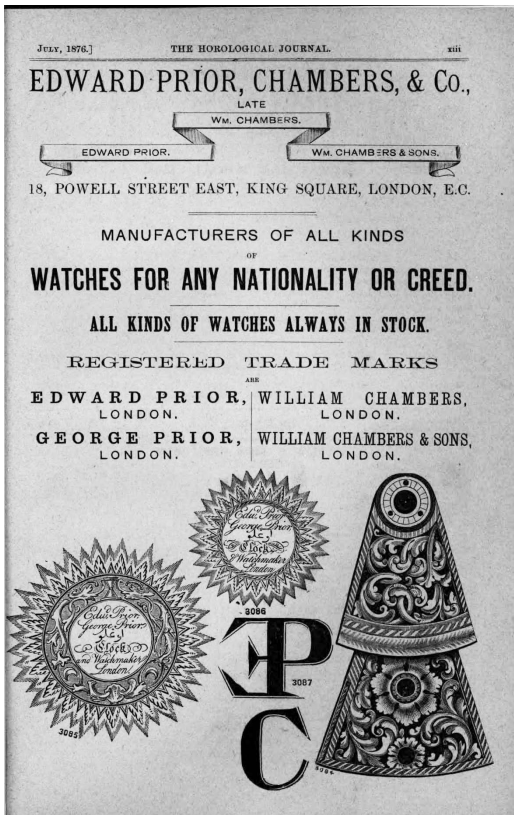 JULY, 1876.] THE HOROLOGICAL JOURNAL. xiii
EDWARD PRIOR, CHAMBERS, & Co.,
LATE
WM. CHAMBERS.
EDWARD PRIOR. WM. CHAMBERS & SONS.
18, POWELL STREET EAST, KING SQUARE, LONDON, E.C.
MANUFACTURERS OF ALL KINDS
OF
WATCHES FOR ANY NATIONALITY OR CREED.
ALL KINDS OF WATCHES ALWAYS IN STOCK.
REGISTERED TRADE MARKS
ARE
EDWARD PRIOR, WILLIAM CHAMBERS,
LONDON. LONDON.
GEORGE PRIOR, WILLIAM CHAMBERS & SONS,
LONDON. LONDON.
Edwd. Prior
George Prior
Clock
& Watchmaker
London
3086
Edwd. Prior
George Prior
Clock
and Watchmaker
London
3085
EP
3087
C